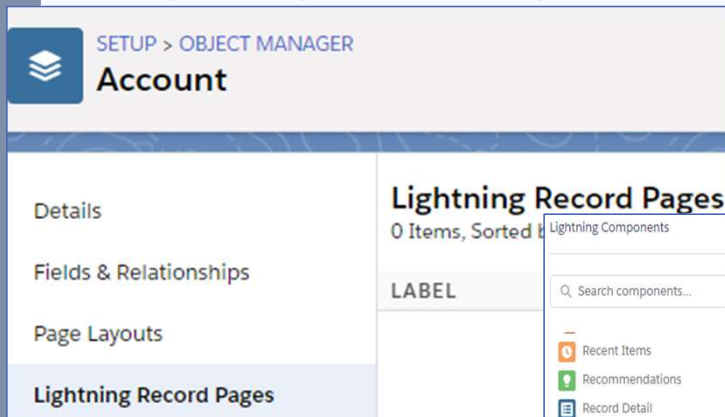 SETUP > OBJECT MANAGER
Account
Details
Fields & Relationships
Page Layouts
Lightning Record Pages
Lightning Record Pages
0 Items, Sorted
LABEL
Lightning Components
Search components...
Recent Items
Recommendations
Record Detail